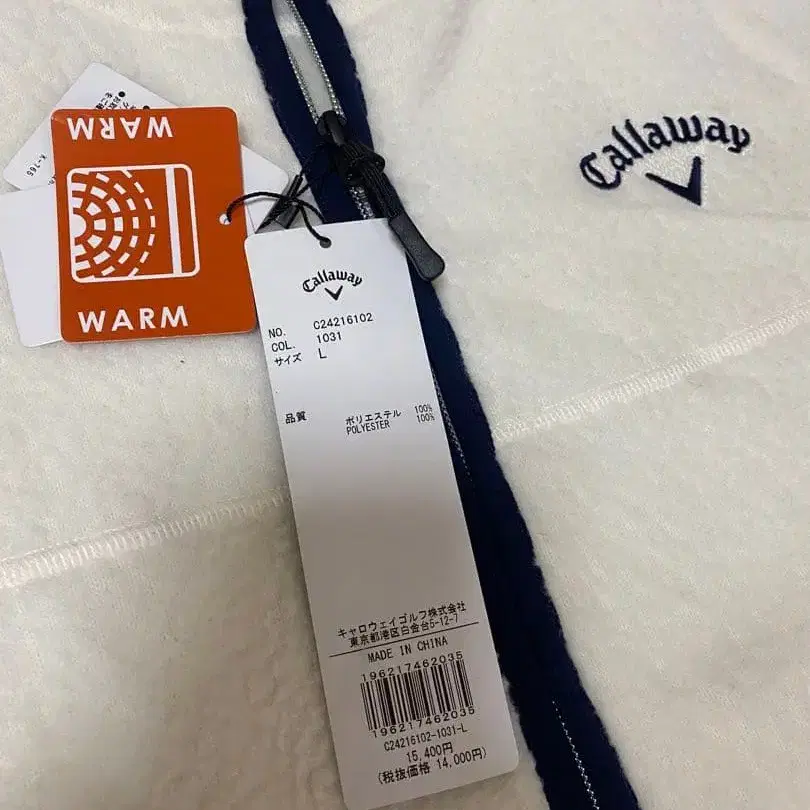 WARM
WARM
Callaway
Callaway
NO. C24216102
COL. 1031
サイズ L
品質 ポリエステル 100%
POLYESTER 100%
キャロウェイゴルフ株式会社
東京都港区白金台5-12-7
MADE IN CHINA
196217462035
196217462035
C24216102-1031-L
15,400円
(税抜価格 14,000円)